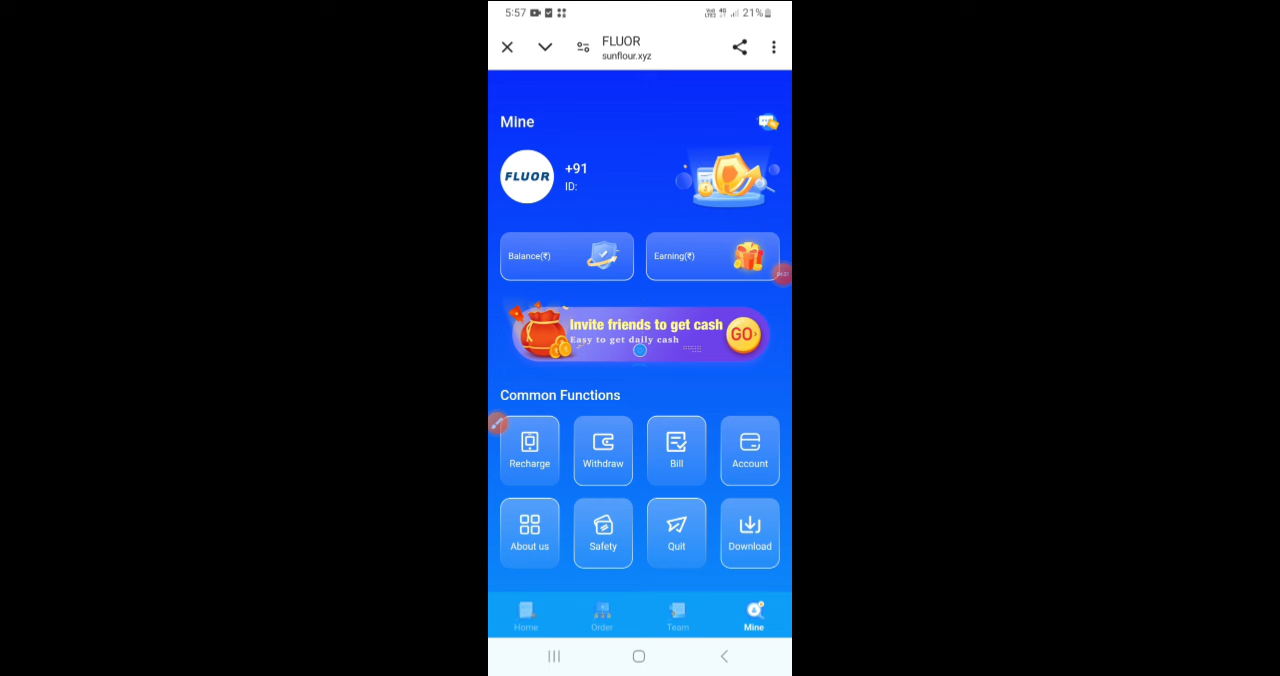 5:57
21%
FLUOR
sunflour.xyz
Mine
FLUOR
+91
ID:
Balance(₹)
Earning(₹)
Invite friends to get cash
Easy to get daily cash
GO
Common Functions
Recharge
Withdraw
Bill
Account
About us
Safety
Quit
Download
Home
Order
Team
Mine